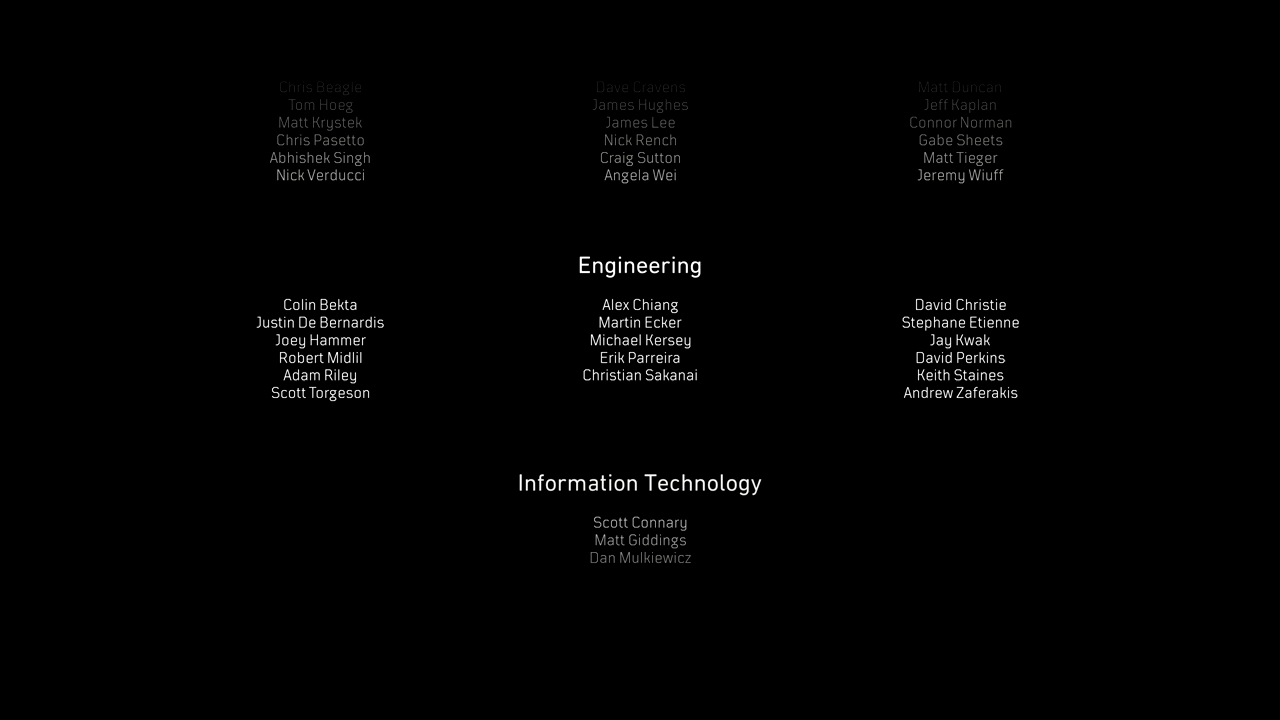 Chris Beagle Dave Cravens Matt Duncan
Tom Hoeg James Hughes Jeff Kaplan
Matt Krystek James Lee Connor Norman
Chris Pasetto Nick Rench Gabe Sheets
Abhishek Singh Craig Sutton Matt Tieger
Nick Verducci Angela Wei Jeremy Wiuff
Engineering
Colin Bekta Alex Chiang David Christie
Justin De Bernardis Martin Ecker Stephane Etienne
Joey Hammer Michael Kersey Jay Kwak
Robert Midlil Erik Parreira David Perkins
Adam Riley Christian Sakanai Keith Staines
Scott Torgeson Andrew Zaferakis
Information Technology
Scott Connary
Matt Giddings
Dan Mulkiewicz